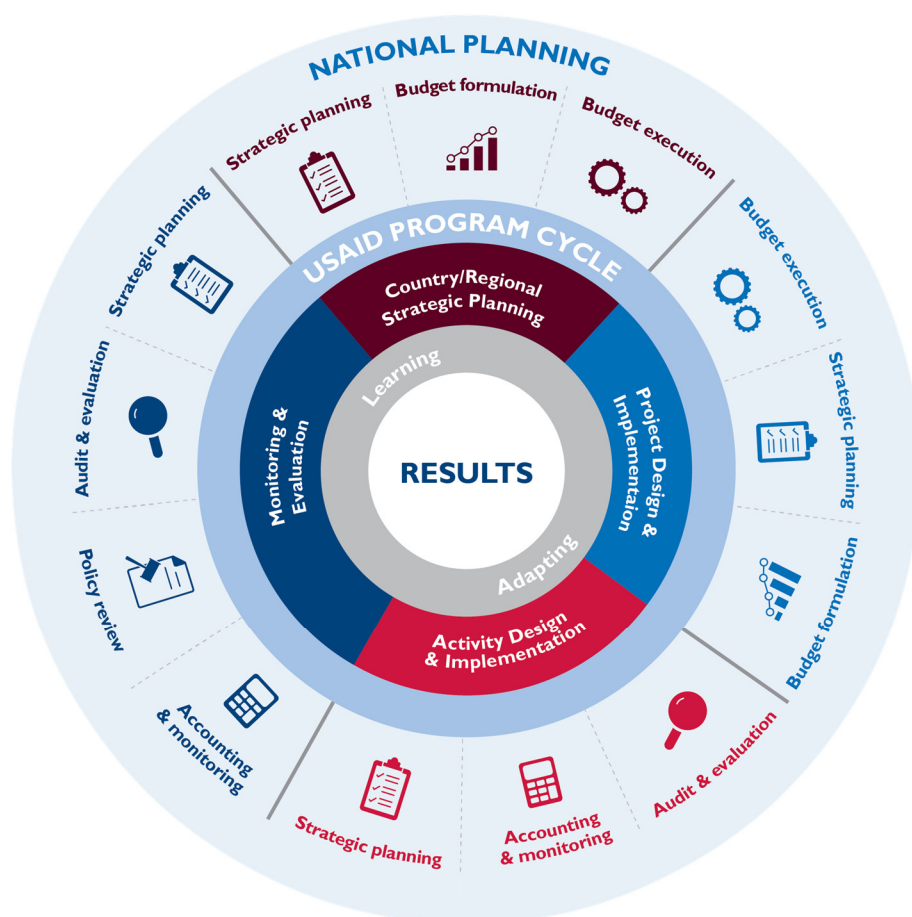 NATIONAL PLANNING
Strategic planning
Budget formulation
Budget execution
Budget execution
Strategic planning
Budget formulation
Audit & evaluation
Accounting
& monitoring
Strategic planning
Accounting
& monitoring
Policy review
Audit & evaluation
Strategic planning
USAID PROGRAM CYCLE
Country/Regional
Strategic Planning
Project Design &
Implementaion
Activity Design
& Implementation
Monitoring &
Evaluation
Learning
Adapting
RESULTS